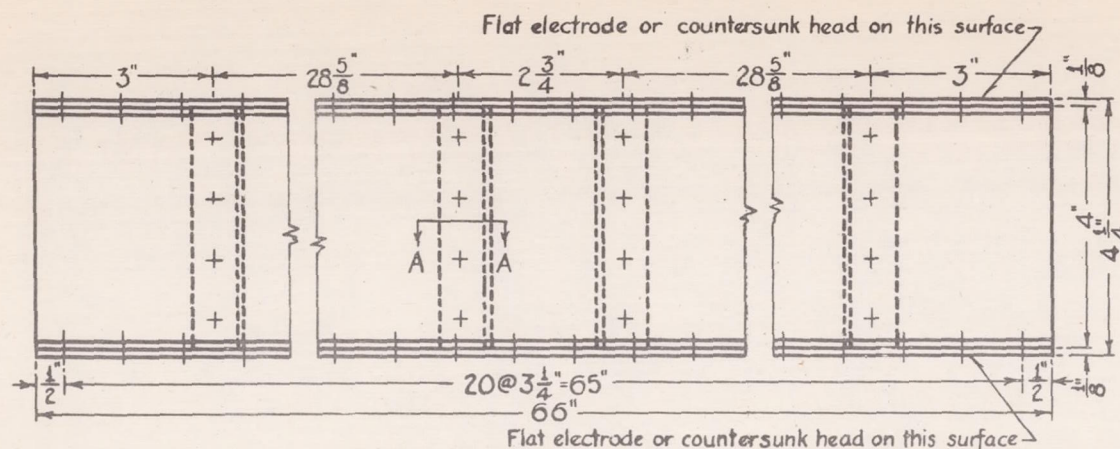 Flat electrode or countersunk head on this surface
3" 28 5/8" 2 3/4" 28 5/8" 3" 1/8"
4" 4 1/4"
A A
1/2" 20@3 1/4"=65" 1/2" 1/8"
66"
Flat electrode or countersunk head on this surface